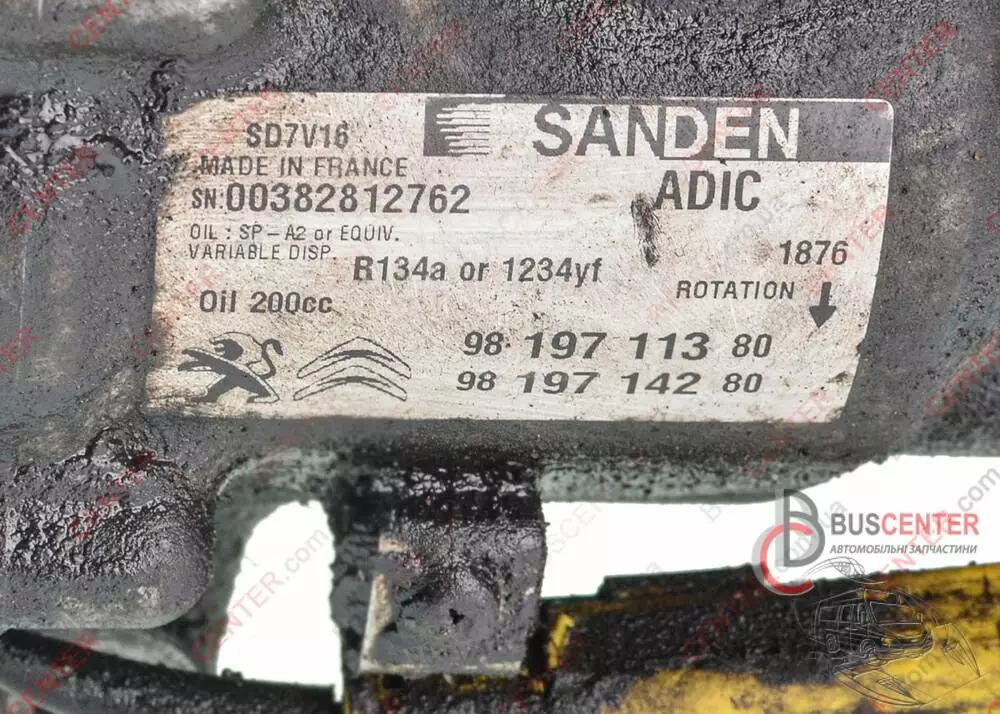 SD7V16
SANDEN
MADE IN FRANCE
SN:00382812762
ADIC
OIL : SP-A2 or EQUIV.
VARIABLE DISP.
R134a or 1234yf
1876
Oil 200cc
ROTATION
98 197 113 80
98 197 142 80
BUSCENTER
АВТОМОБІЛЬНІ ЗАПЧАСТИНИ